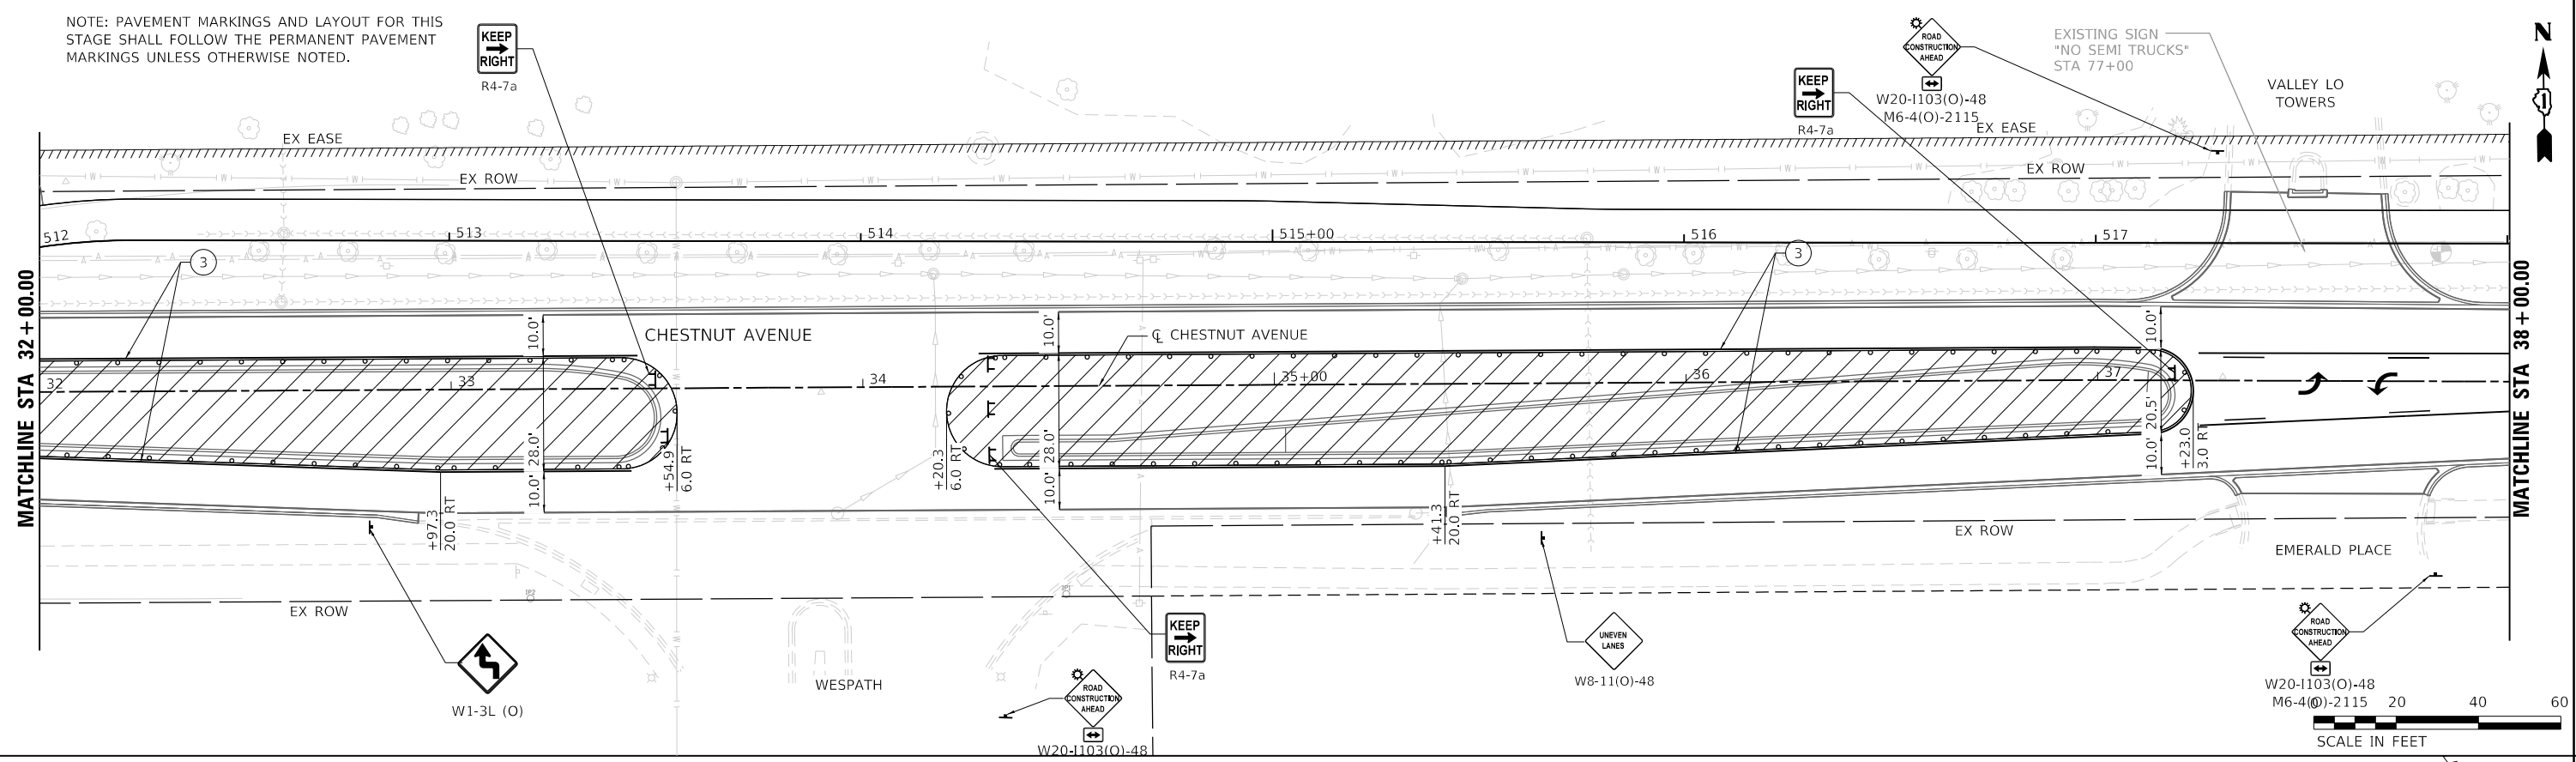 NOTE: PAVEMENT MARKINGS AND LAYOUT FOR THIS
STAGE SHALL FOLLOW THE PERMANENT PAVEMENT
MARKINGS UNLESS OTHERWISE NOTED.
KEEP
RIGHT
R4-7a
ROAD
CONSTRUCTION
AHEAD
W20-I103(O)-48
M6-4(O)-2115
KEEP
RIGHT
R4-7a
EXISTING SIGN
"NO SEMI TRUCKS"
STA 77+00
VALLEY LO
TOWERS
N
EX EASE
EX EASE
EX ROW
EX ROW
512
513
514
515+00
516
517
3
3
MATCHLINE STA 32+00.00
MATCHLINE STA 38+00.00
CHESTNUT AVENUE
℄ CHESTNUT AVENUE
10.0'
10.0'
10.0'
32
33
34
35+00
36
37
28.0'
28.0'
20.5'
10.0'
10.0'
10.0'
+97.3
20.0 RT
+54.9
6.0 RT
+20.3
6.0 RT
+41.3
20.0 RT
+23.0
3.0 RT
EX ROW
EX ROW
EMERALD PLACE
WESPATH
W1-3L (O)
ROAD
CONSTRUCTION
AHEAD
W20-I103(O)-48
KEEP
RIGHT
R4-7a
UNEVEN
LANES
W8-11(O)-48
ROAD
CONSTRUCTION
AHEAD
W20-I103(O)-48
M6-4(O)-2115
0 20 40 60
SCALE IN FEET